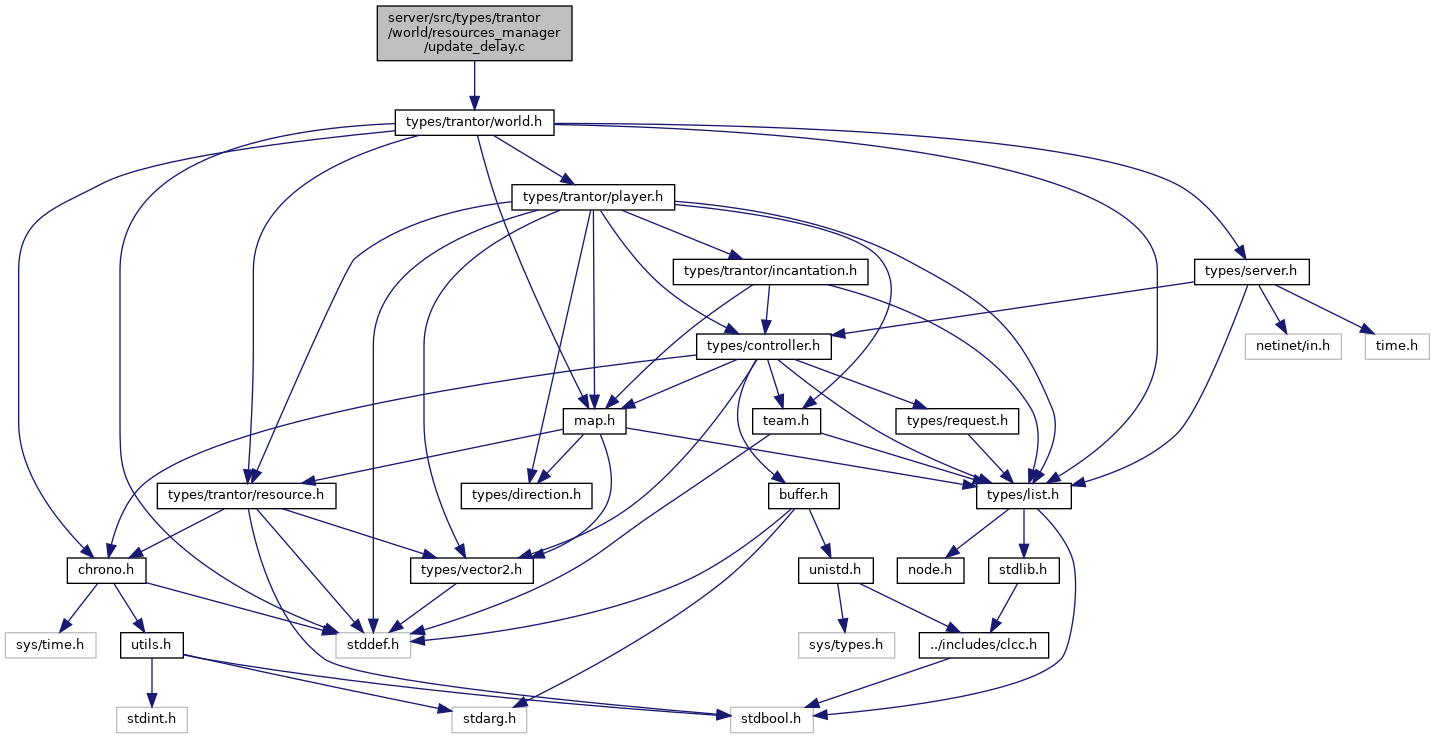 server/src/types/trantor
/world/resources_manager
/update_delay.c
types/trantor/world.h
types/trantor/player.h
types/trantor/incantation.h
types/server.h
types/controller.h
netinet/in.h
time.h
map.h
team.h
types/request.h
types/trantor/resource.h
types/direction.h
buffer.h
types/list.h
chrono.h
types/vector2.h
unistd.h
node.h
stdlib.h
sys/time.h
utils.h
stddef.h
sys/types.h
../includes/clcc.h
stdint.h
stdarg.h
stdbool.h